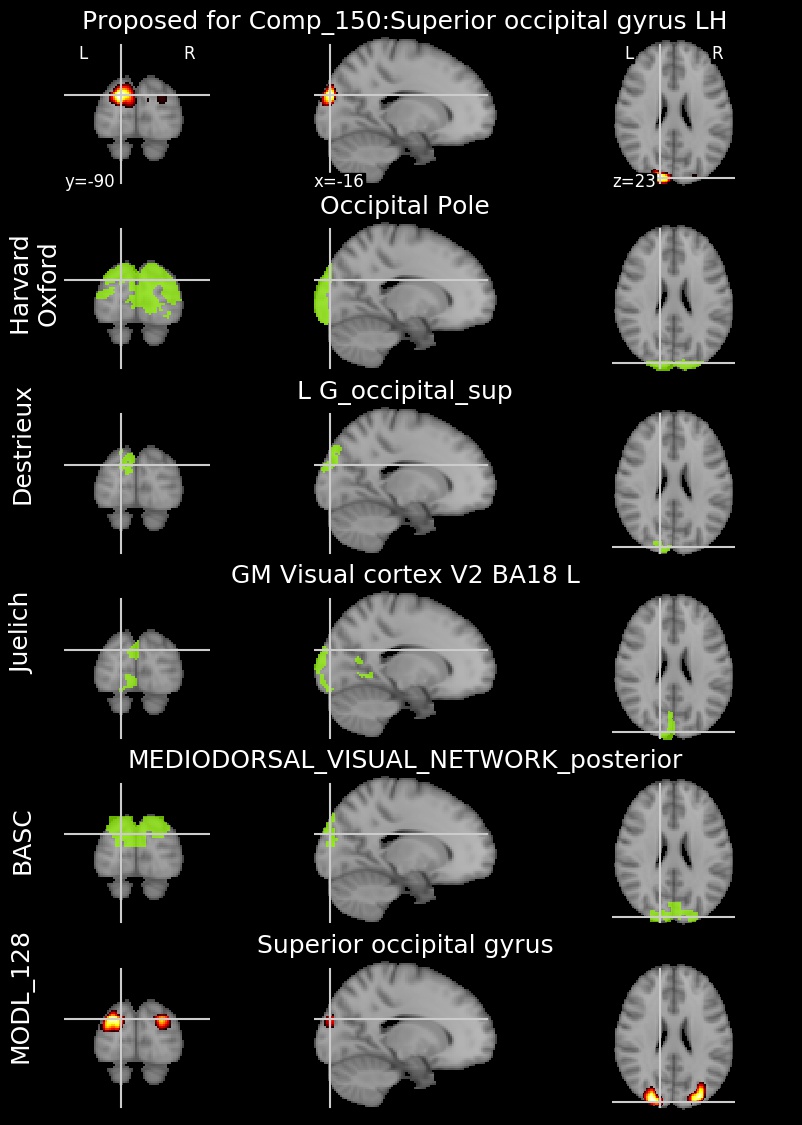 Proposed for Comp_150:Superior occipital gyrus LH
L R L R
y=-90 x=-16 z=23
Occipital Pole
Harvard
Oxford
L G_occipital_sup
Destrieux
GM Visual cortex V2 BA18 L
Juelich
MEDIODORSAL_VISUAL_NETWORK_posterior
BASC
Superior occipital gyrus
MODL_128